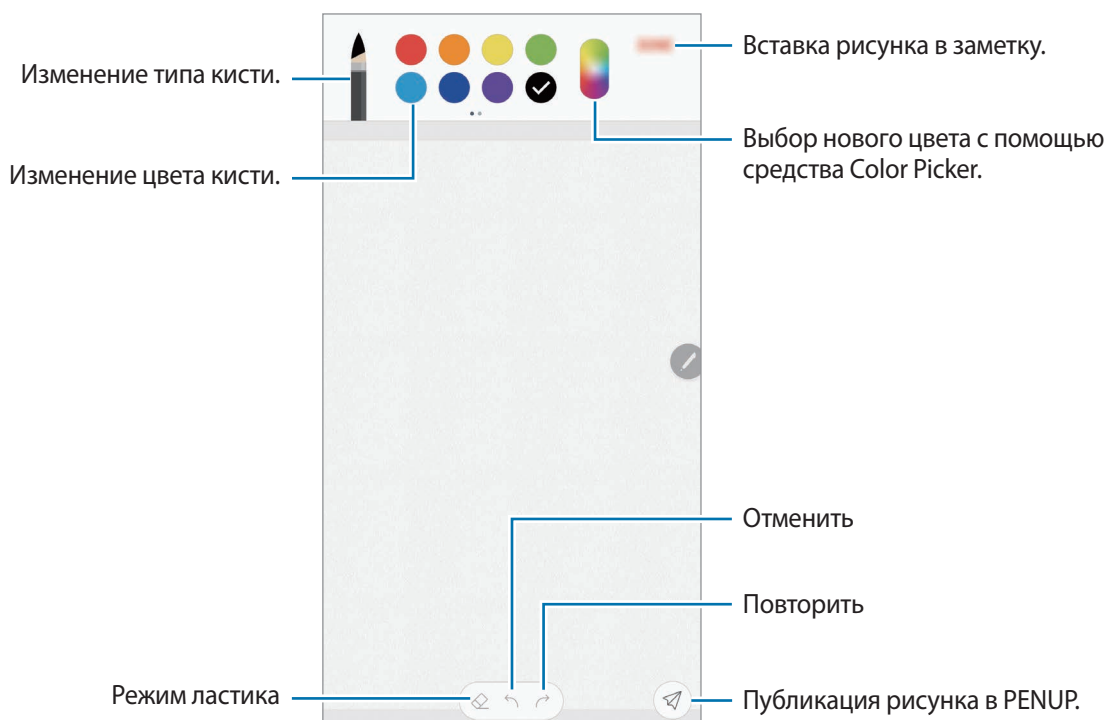 Вставка рисунка в заметку.
Изменение типа кисти.
Выбор нового цвета с помощью
средства Color Picker.
Изменение цвета кисти.
Отменить
Повторить
Режим ластика
Публикация рисунка в PENUP.